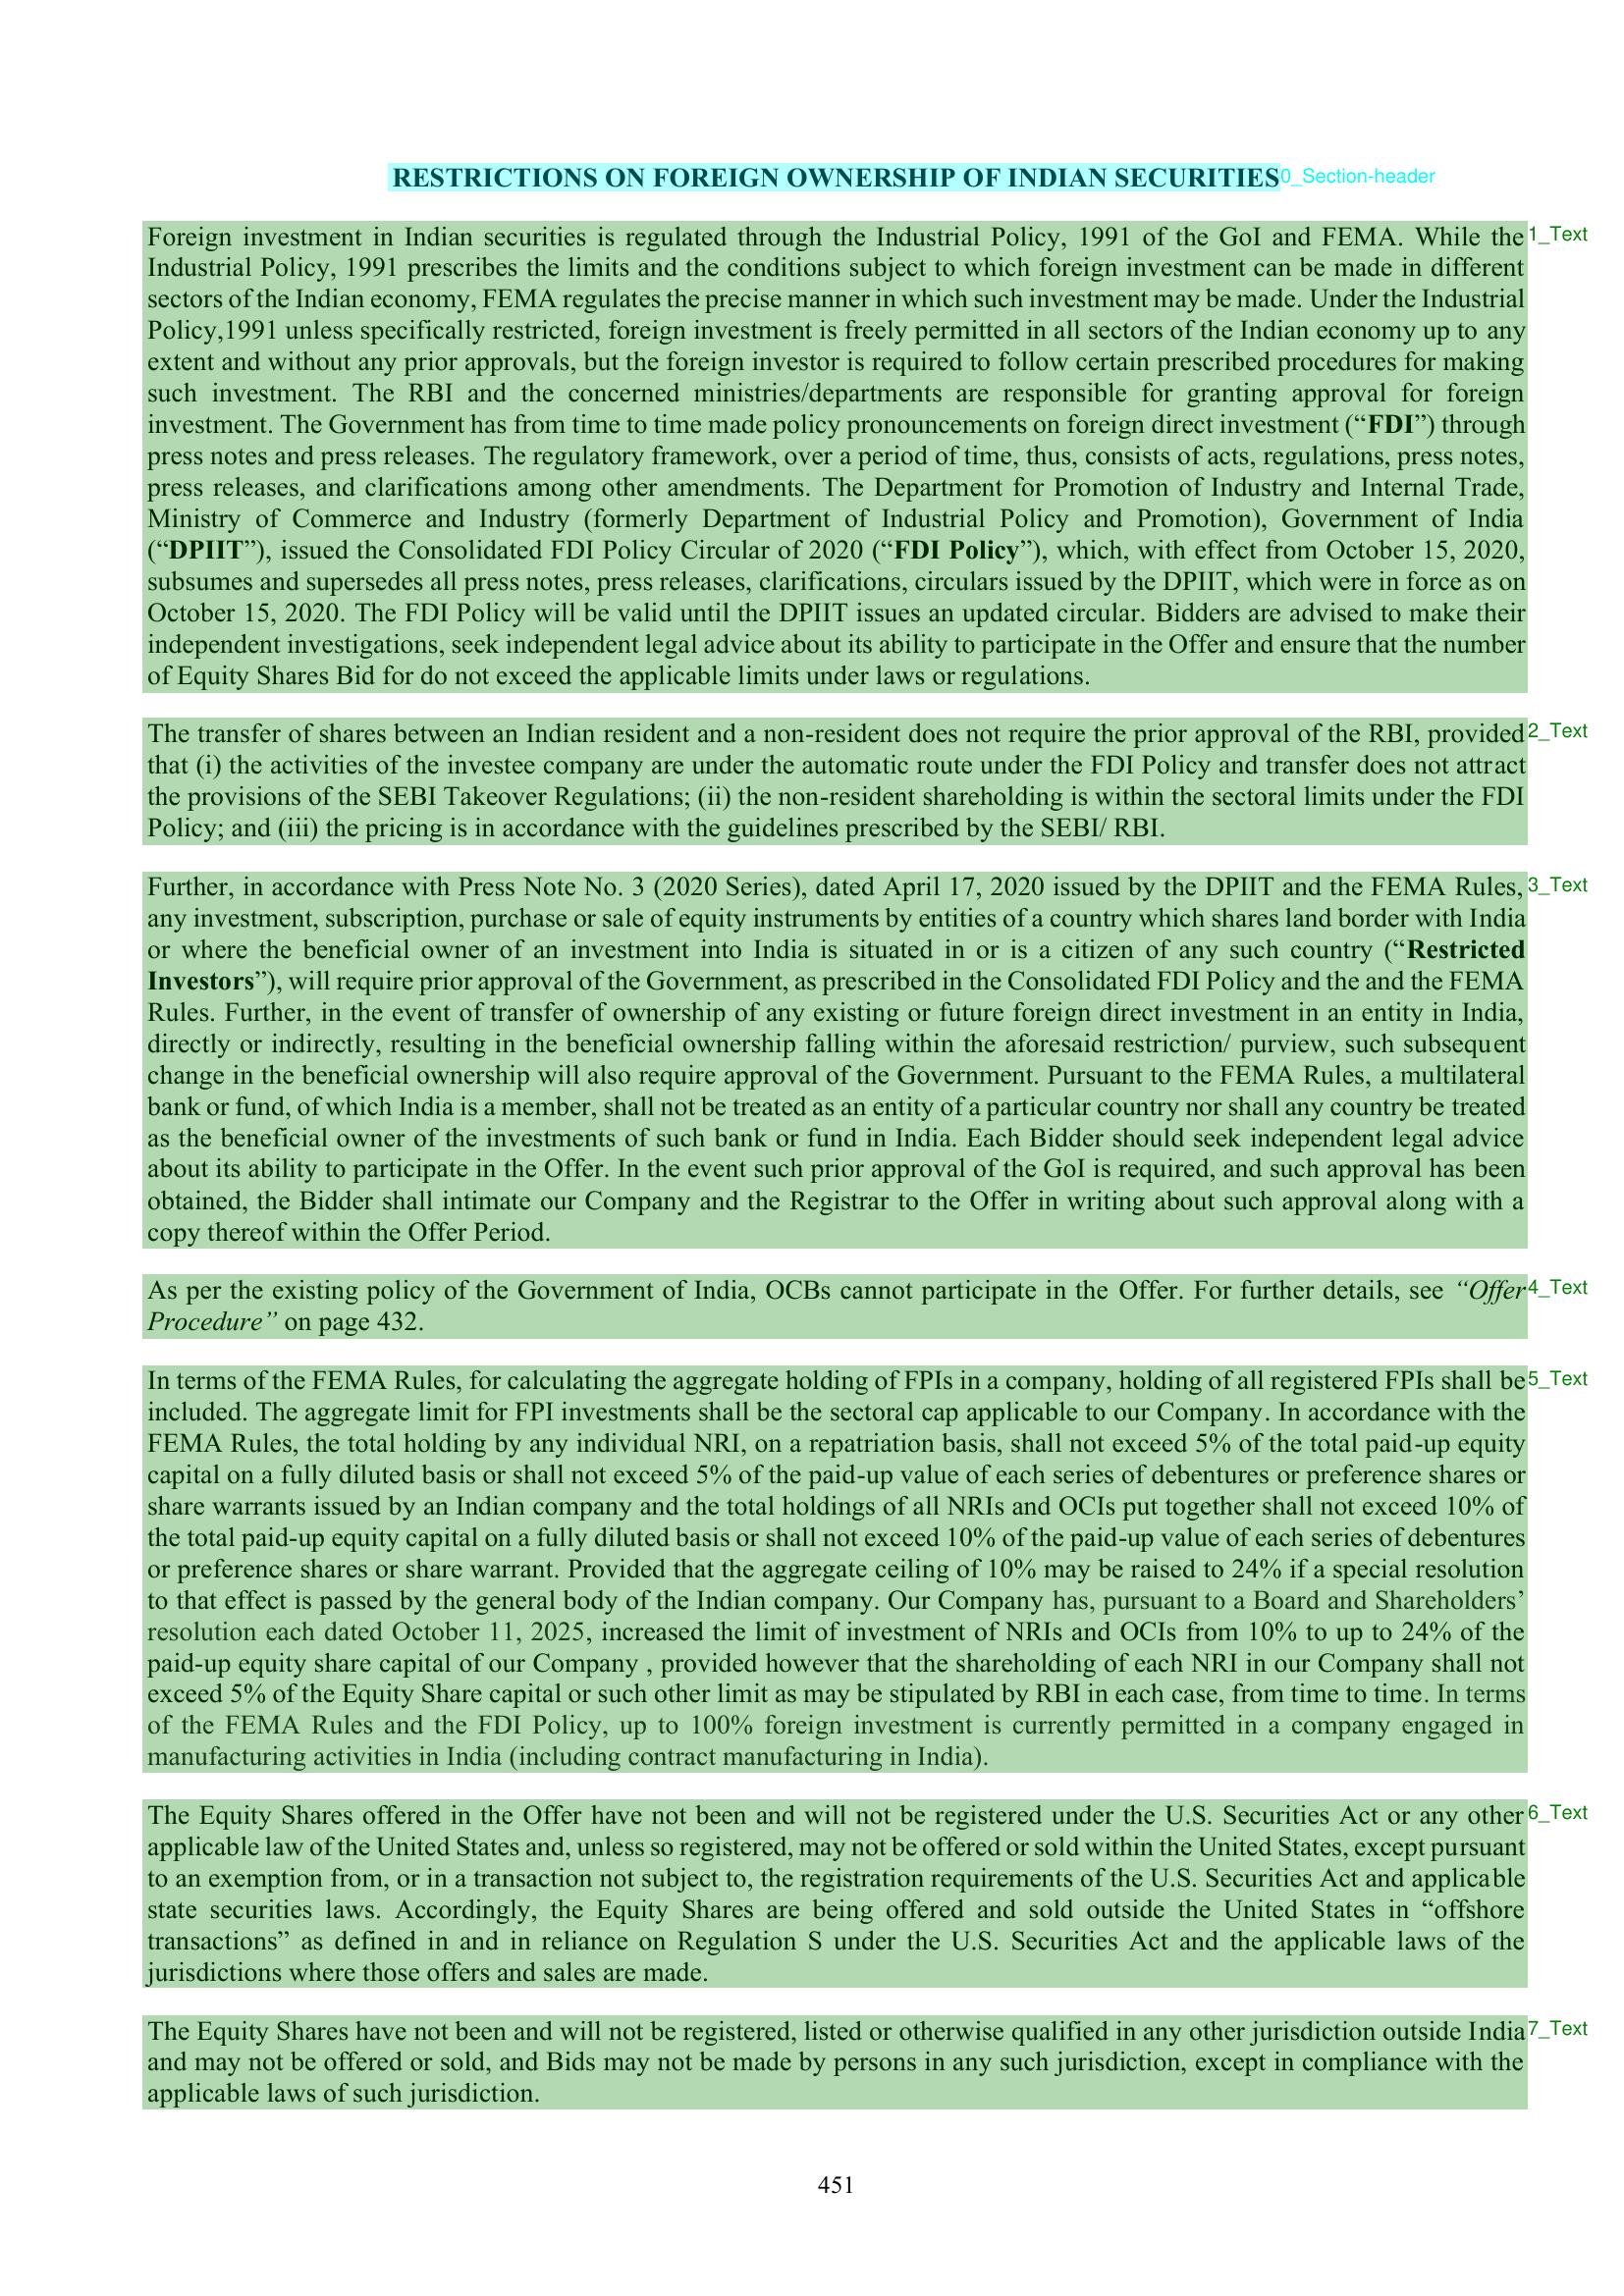 RESTRICTIONS ON FOREIGN OWNERSHIP OF INDIAN SECURITIES 0_Section-header
Foreign investment in Indian securities is regulated through the Industrial Policy, 1991 of the GoI and FEMA. While the 1_Text
Industrial Policy, 1991 prescribes the limits and the conditions subject to which foreign investment can be made in different
sectors of the Indian economy, FEMA regulates the precise manner in which such investment may be made. Under the Industrial
Policy,1991 unless specifically restricted, foreign investment is freely permitted in all sectors of the Indian economy up to any
extent and without any prior approvals, but the foreign investor is required to follow certain prescribed procedures for making
such investment. The RBI and the concerned ministries/departments are responsible for granting approval for foreign
investment. The Government has from time to time made policy pronouncements on foreign direct investment (“FDI”) through
press notes and press releases. The regulatory framework, over a period of time, thus, consists of acts, regulations, press notes,
press releases, and clarifications among other amendments. The Department for Promotion of Industry and Internal Trade,
Ministry of Commerce and Industry (formerly Department of Industrial Policy and Promotion), Government of India
(“DPIIT”), issued the Consolidated FDI Policy Circular of 2020 (“FDI Policy”), which, with effect from October 15, 2020,
subsumes and supersedes all press notes, press releases, clarifications, circulars issued by the DPIIT, which were in force as on
October 15, 2020. The FDI Policy will be valid until the DPIIT issues an updated circular. Bidders are advised to make their
independent investigations, seek independent legal advice about its ability to participate in the Offer and ensure that the number
of Equity Shares Bid for do not exceed the applicable limits under laws or regulations.
The transfer of shares between an Indian resident and a non-resident does not require the prior approval of the RBI, provided 2_Text
that (i) the activities of the investee company are under the automatic route under the FDI Policy and transfer does not attract
the provisions of the SEBI Takeover Regulations; (ii) the non-resident shareholding is within the sectoral limits under the FDI
Policy; and (iii) the pricing is in accordance with the guidelines prescribed by the SEBI/ RBI.
Further, in accordance with Press Note No. 3 (2020 Series), dated April 17, 2020 issued by the DPIIT and the FEMA Rules, 3_Text
any investment, subscription, purchase or sale of equity instruments by entities of a country which shares land border with India
or where the beneficial owner of an investment into India is situated in or is a citizen of any such country (“Restricted
Investors”), will require prior approval of the Government, as prescribed in the Consolidated FDI Policy and the and the FEMA
Rules. Further, in the event of transfer of ownership of any existing or future foreign direct investment in an entity in India,
directly or indirectly, resulting in the beneficial ownership falling within the aforesaid restriction/ purview, such subsequent
change in the beneficial ownership will also require approval of the Government. Pursuant to the FEMA Rules, a multilateral
bank or fund, of which India is a member, shall not be treated as an entity of a particular country nor shall any country be treated
as the beneficial owner of the investments of such bank or fund in India. Each Bidder should seek independent legal advice
about its ability to participate in the Offer. In the event such prior approval of the GoI is required, and such approval has been
obtained, the Bidder shall intimate our Company and the Registrar to the Offer in writing about such approval along with a
copy thereof within the Offer Period.
As per the existing policy of the Government of India, OCBs cannot participate in the Offer. For further details, see “Offer 4_Text
Procedure” on page 432.
In terms of the FEMA Rules, for calculating the aggregate holding of FPIs in a company, holding of all registered FPIs shall be 5_Text
included. The aggregate limit for FPI investments shall be the sectoral cap applicable to our Company. In accordance with the
FEMA Rules, the total holding by any individual NRI, on a repatriation basis, shall not exceed 5% of the total paid-up equity
capital on a fully diluted basis or shall not exceed 5% of the paid-up value of each series of debentures or preference shares or
share warrants issued by an Indian company and the total holdings of all NRIs and OCIs put together shall not exceed 10% of
the total paid-up equity capital on a fully diluted basis or shall not exceed 10% of the paid-up value of each series of debentures
or preference shares or share warrant. Provided that the aggregate ceiling of 10% may be raised to 24% if a special resolution
to that effect is passed by the general body of the Indian company. Our Company has, pursuant to a Board and Shareholders’
resolution each dated October 11, 2025, increased the limit of investment of NRIs and OCIs from 10% to up to 24% of the
paid-up equity share capital of our Company , provided however that the shareholding of each NRI in our Company shall not
exceed 5% of the Equity Share capital or such other limit as may be stipulated by RBI in each case, from time to time. In terms
of the FEMA Rules and the FDI Policy, up to 100% foreign investment is currently permitted in a company engaged in
manufacturing activities in India (including contract manufacturing in India).
The Equity Shares offered in the Offer have not been and will not be registered under the U.S. Securities Act or any other 6_Text
applicable law of the United States and, unless so registered, may not be offered or sold within the United States, except pursuant
to an exemption from, or in a transaction not subject to, the registration requirements of the U.S. Securities Act and applicable
state securities laws. Accordingly, the Equity Shares are being offered and sold outside the United States in “offshore
transactions” as defined in and in reliance on Regulation S under the U.S. Securities Act and the applicable laws of the
jurisdictions where those offers and sales are made.
The Equity Shares have not been and will not be registered, listed or otherwise qualified in any other jurisdiction outside India 7_Text
and may not be offered or sold, and Bids may not be made by persons in any such jurisdiction, except in compliance with the
applicable laws of such jurisdiction.
451